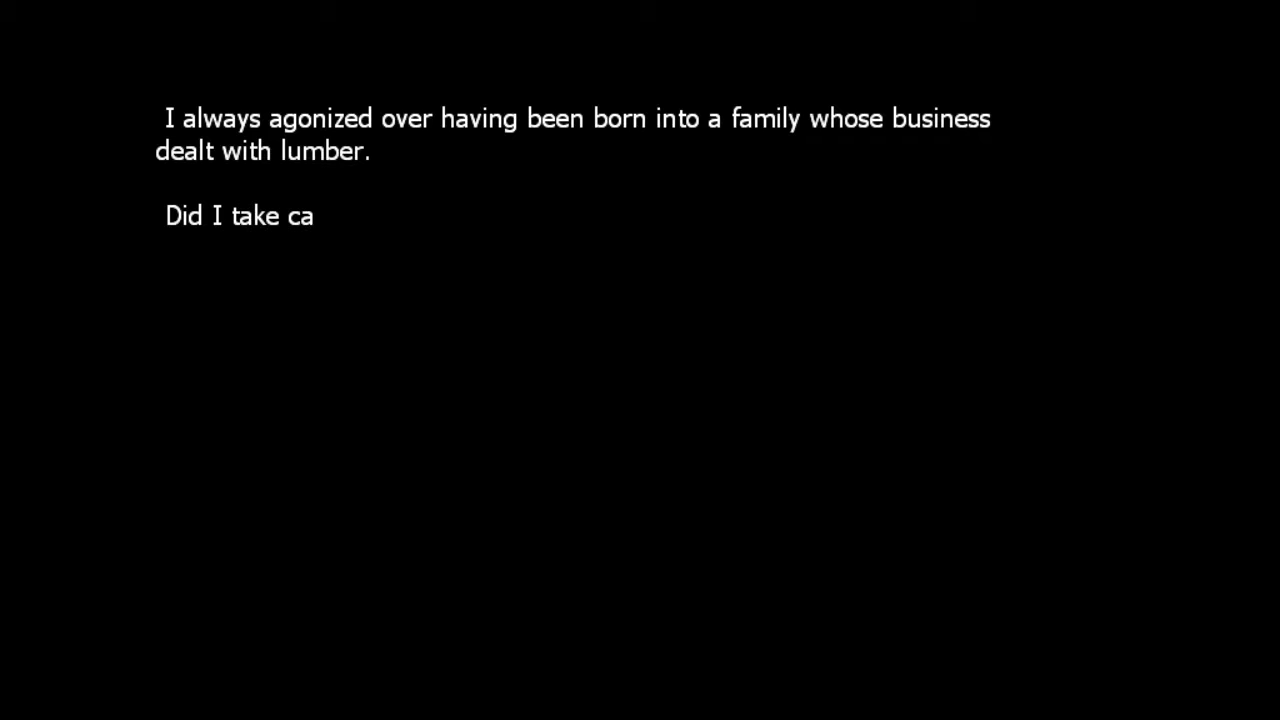 I always agonized over having been born into a family whose business
dealt with lumber.
Did I take ca